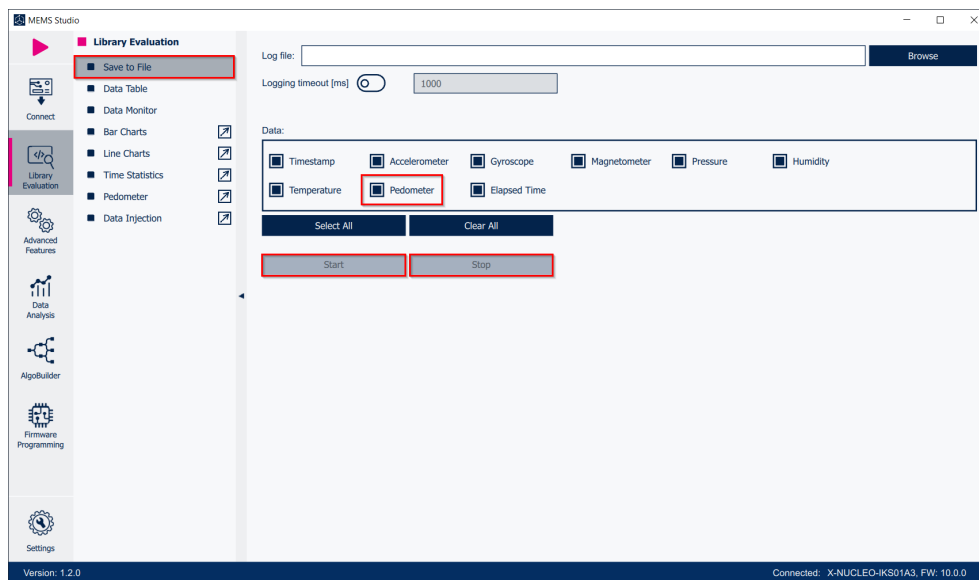 MEMS Studio
Connect
Library
Evaluation
Advanced
Features
Data
Analysis
AlgoBuilder
Firmware
Programming
Settings
Library Evaluation
Save to File
Data Table
Data Monitor
Bar Charts
Line Charts
Time Statistics
Pedometer
Data Injection
Log file:
Browse
Logging timeout [ms]
1000
Data:
Timestamp Accelerometer Gyroscope Magnetometer Pressure Humidity
Temperature Pedometer Elapsed Time
Select All Clear All
Start Stop
Version: 1.2.0
Connected: X-NUCLEO-IKS01A3, FW: 10.0.0